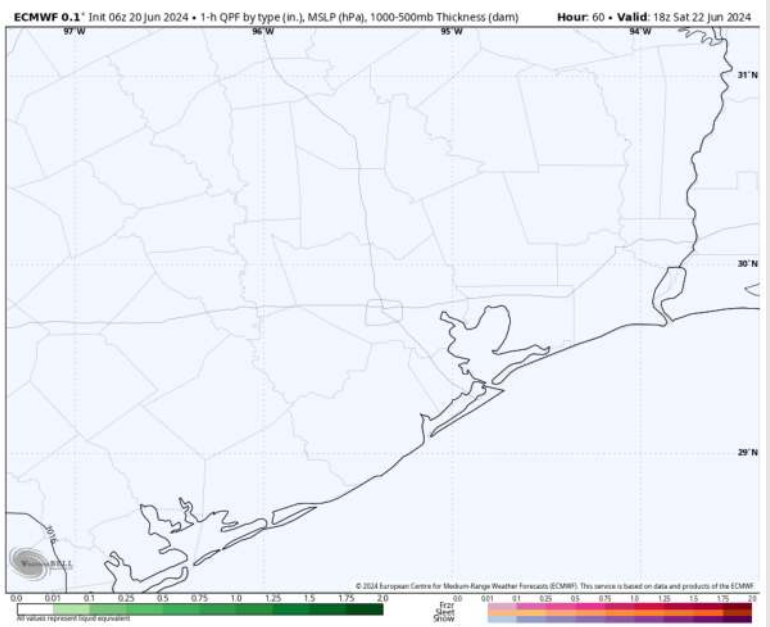 ECMWF 0.1° Init 06z 20 Jun 2024 • 1-h QPF by type (in.), MSLP (hPa), 1000-500mb Thickness (dam) Hour: 60 • Valid: 18z Sat 22 Jun 2024
97°W 96°W 95°W 94°W
31°N
30°N
29°N
1016
WeatherBELL
© 2024 European Centre for Medium-Range Weather Forecasts (ECMWF). This service is based on data and products of the ECMWF
0.0 0.01 0.1 0.25 0.5 0.75 1.0 1.25 1.5 1.75 2.0 0.0 0.01 0.1 0.25 0.5 0.75 1.0 1.25 1.5 1.75 2.0
Frzr
Sleet
Snow
All values represent liquid equivalent